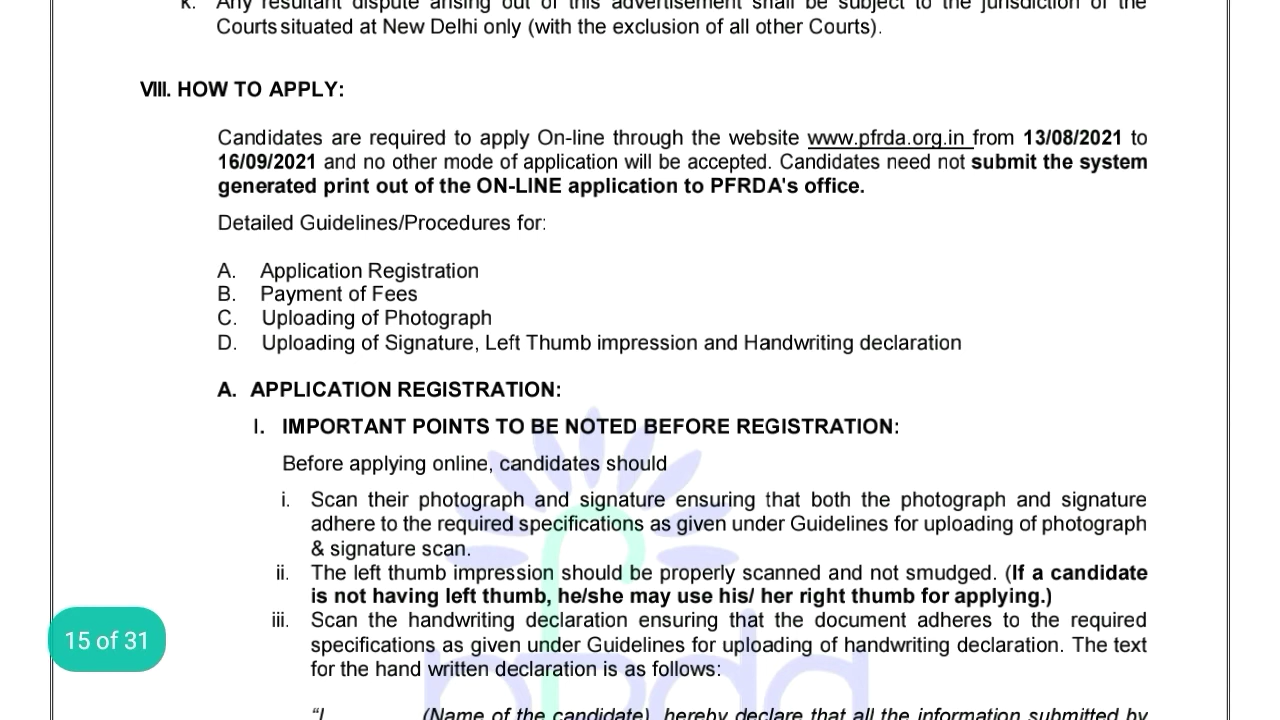 k. Any resultant dispute arising out of this advertisement shall be subject to the jurisdiction of the
Courts situated at New Delhi only (with the exclusion of all other Courts).
VIII. HOW TO APPLY:
Candidates are required to apply On-line through the website www.pfrda.org.in from 13/08/2021 to
16/09/2021 and no other mode of application will be accepted. Candidates need not submit the system
generated print out of the ON-LINE application to PFRDA's office.
Detailed Guidelines/Procedures for:
A. Application Registration
B. Payment of Fees
C. Uploading of Photograph
D. Uploading of Signature, Left Thumb impression and Handwriting declaration
A. APPLICATION REGISTRATION:
I. IMPORTANT POINTS TO BE NOTED BEFORE REGISTRATION:
Before applying online, candidates should
i. Scan their photograph and signature ensuring that both the photograph and signature
adhere to the required specifications as given under Guidelines for uploading of photograph
& signature scan.
ii. The left thumb impression should be properly scanned and not smudged. (If a candidate
is not having left thumb, he/she may use his/ her right thumb for applying.)
iii. Scan the handwriting declaration ensuring that the document adheres to the required
specifications as given under Guidelines for uploading of handwriting declaration. The text
for the hand written declaration is as follows:
"I (Name of the candidate), hereby declare that all the information submitted by
15 of 31
pfrda